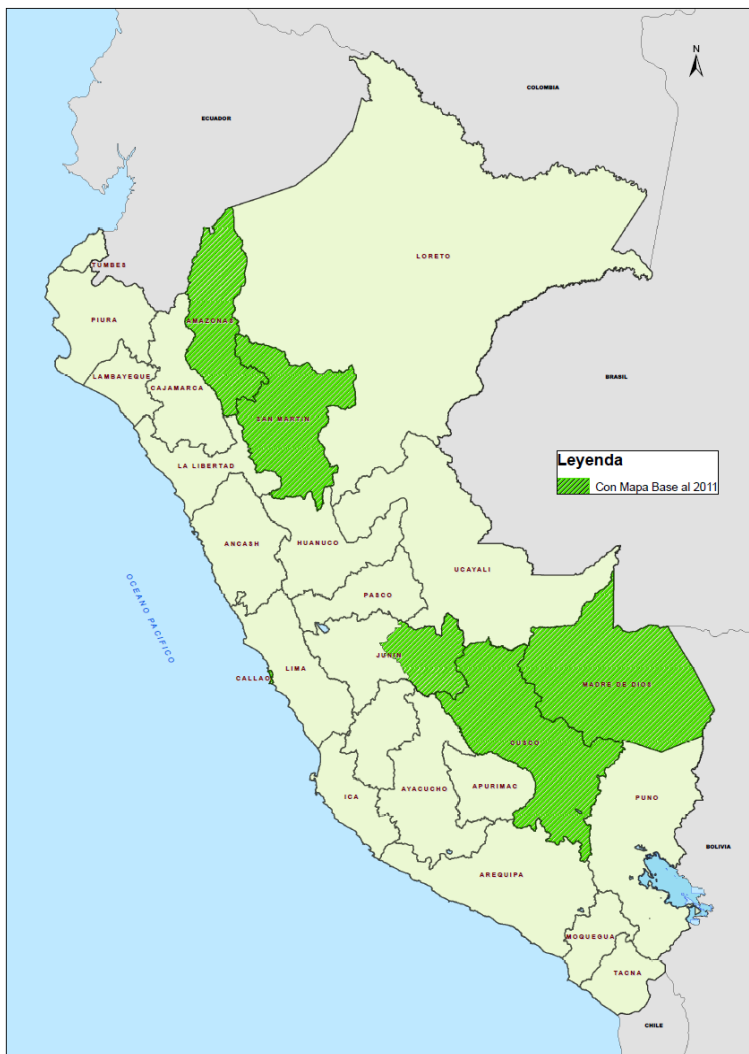 N
COLOMBIA
ECUADOR
LORETO
TUMBES
PIURA
AMAZONAS
BRASIL
LAMBAYEQUE
CAJAMARCA
SAN MARTIN
LA LIBERTAD
Leyenda
Con Mapa Base al 2011
ANCASH
HUANUCO
UCAYALI
PASCO
OCEANO PACIFICO
JUNIN
LIMA
CALLAO
MADRE DE DIOS
CUSCO
APURIMAC
AYACUCHO
ICA
PUNO
BOLIVIA
AREQUIPA
MOQUEGUA
TACNA
CHILE